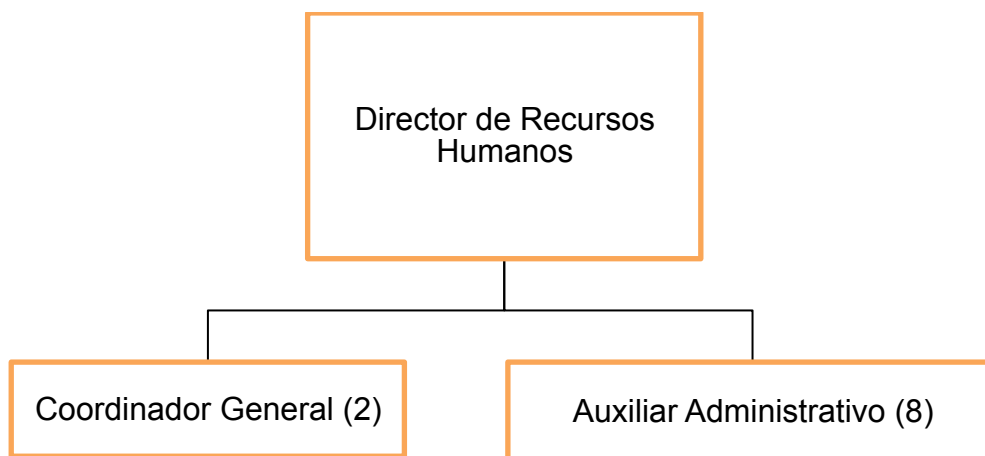 Director de Recursos
Humanos
Coordinador General (2)
Auxiliar Administrativo (8)